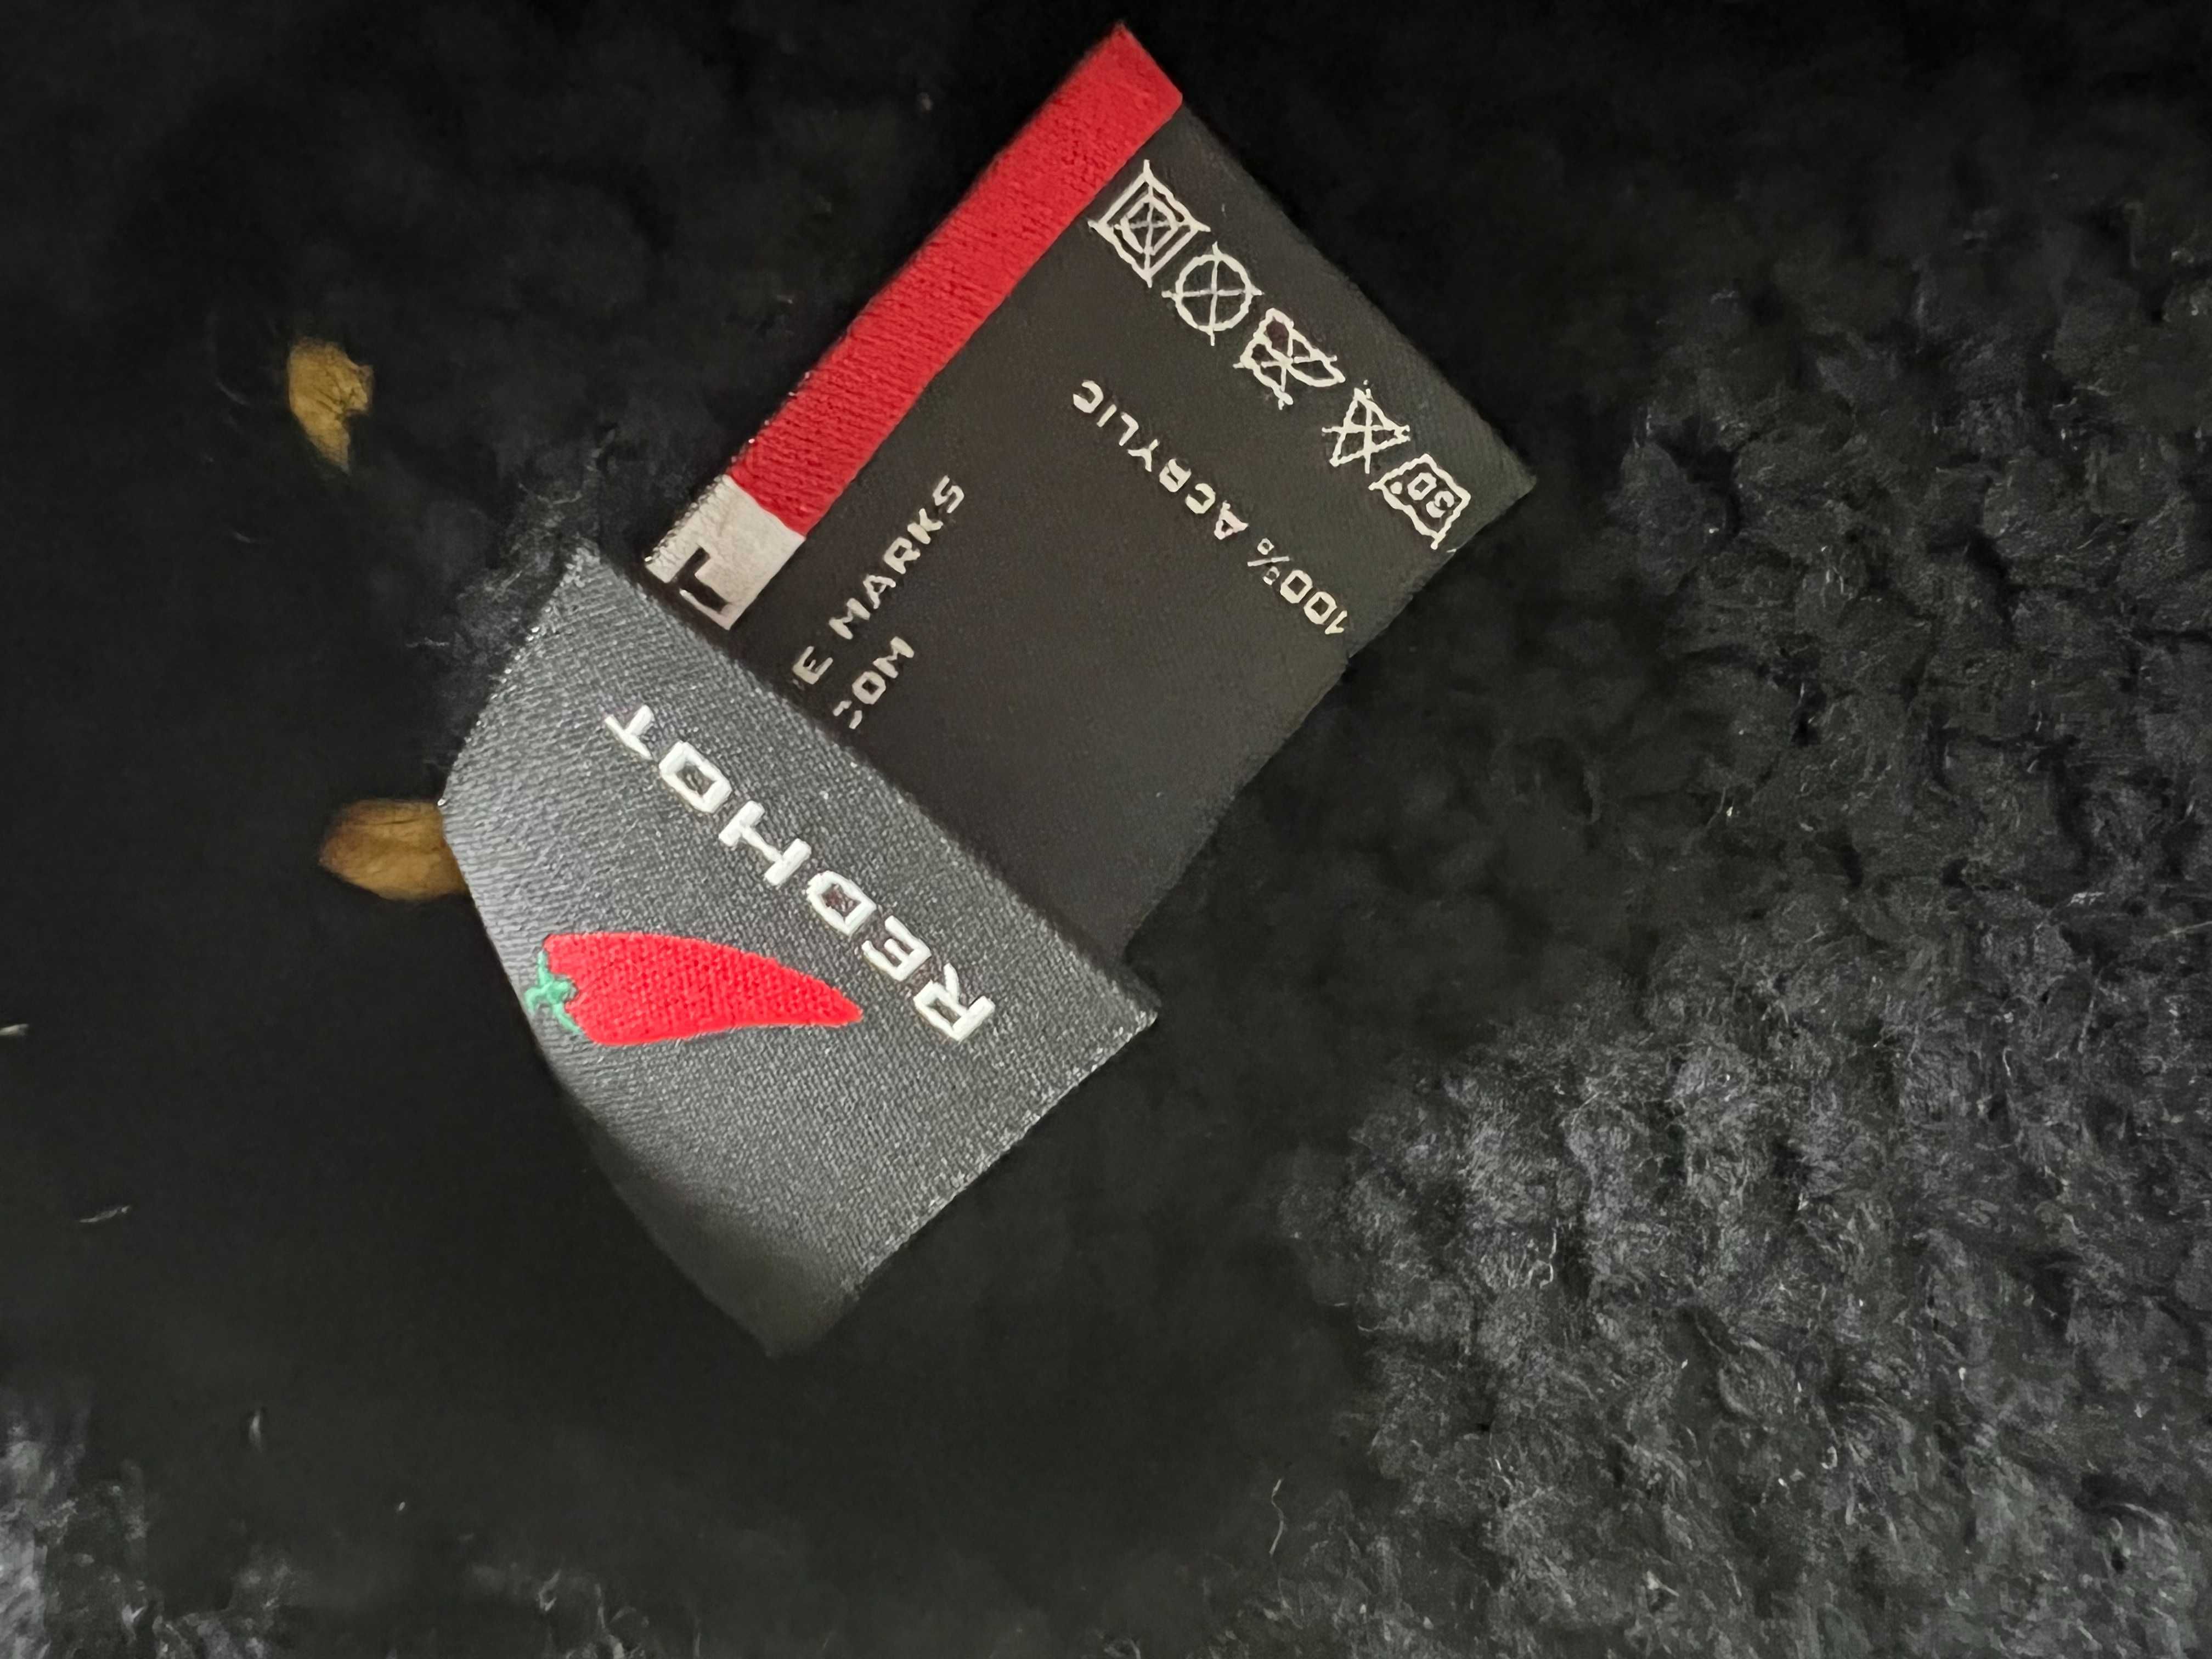 REDHOT
E MARKS
COM
100% ACRYLIC
30